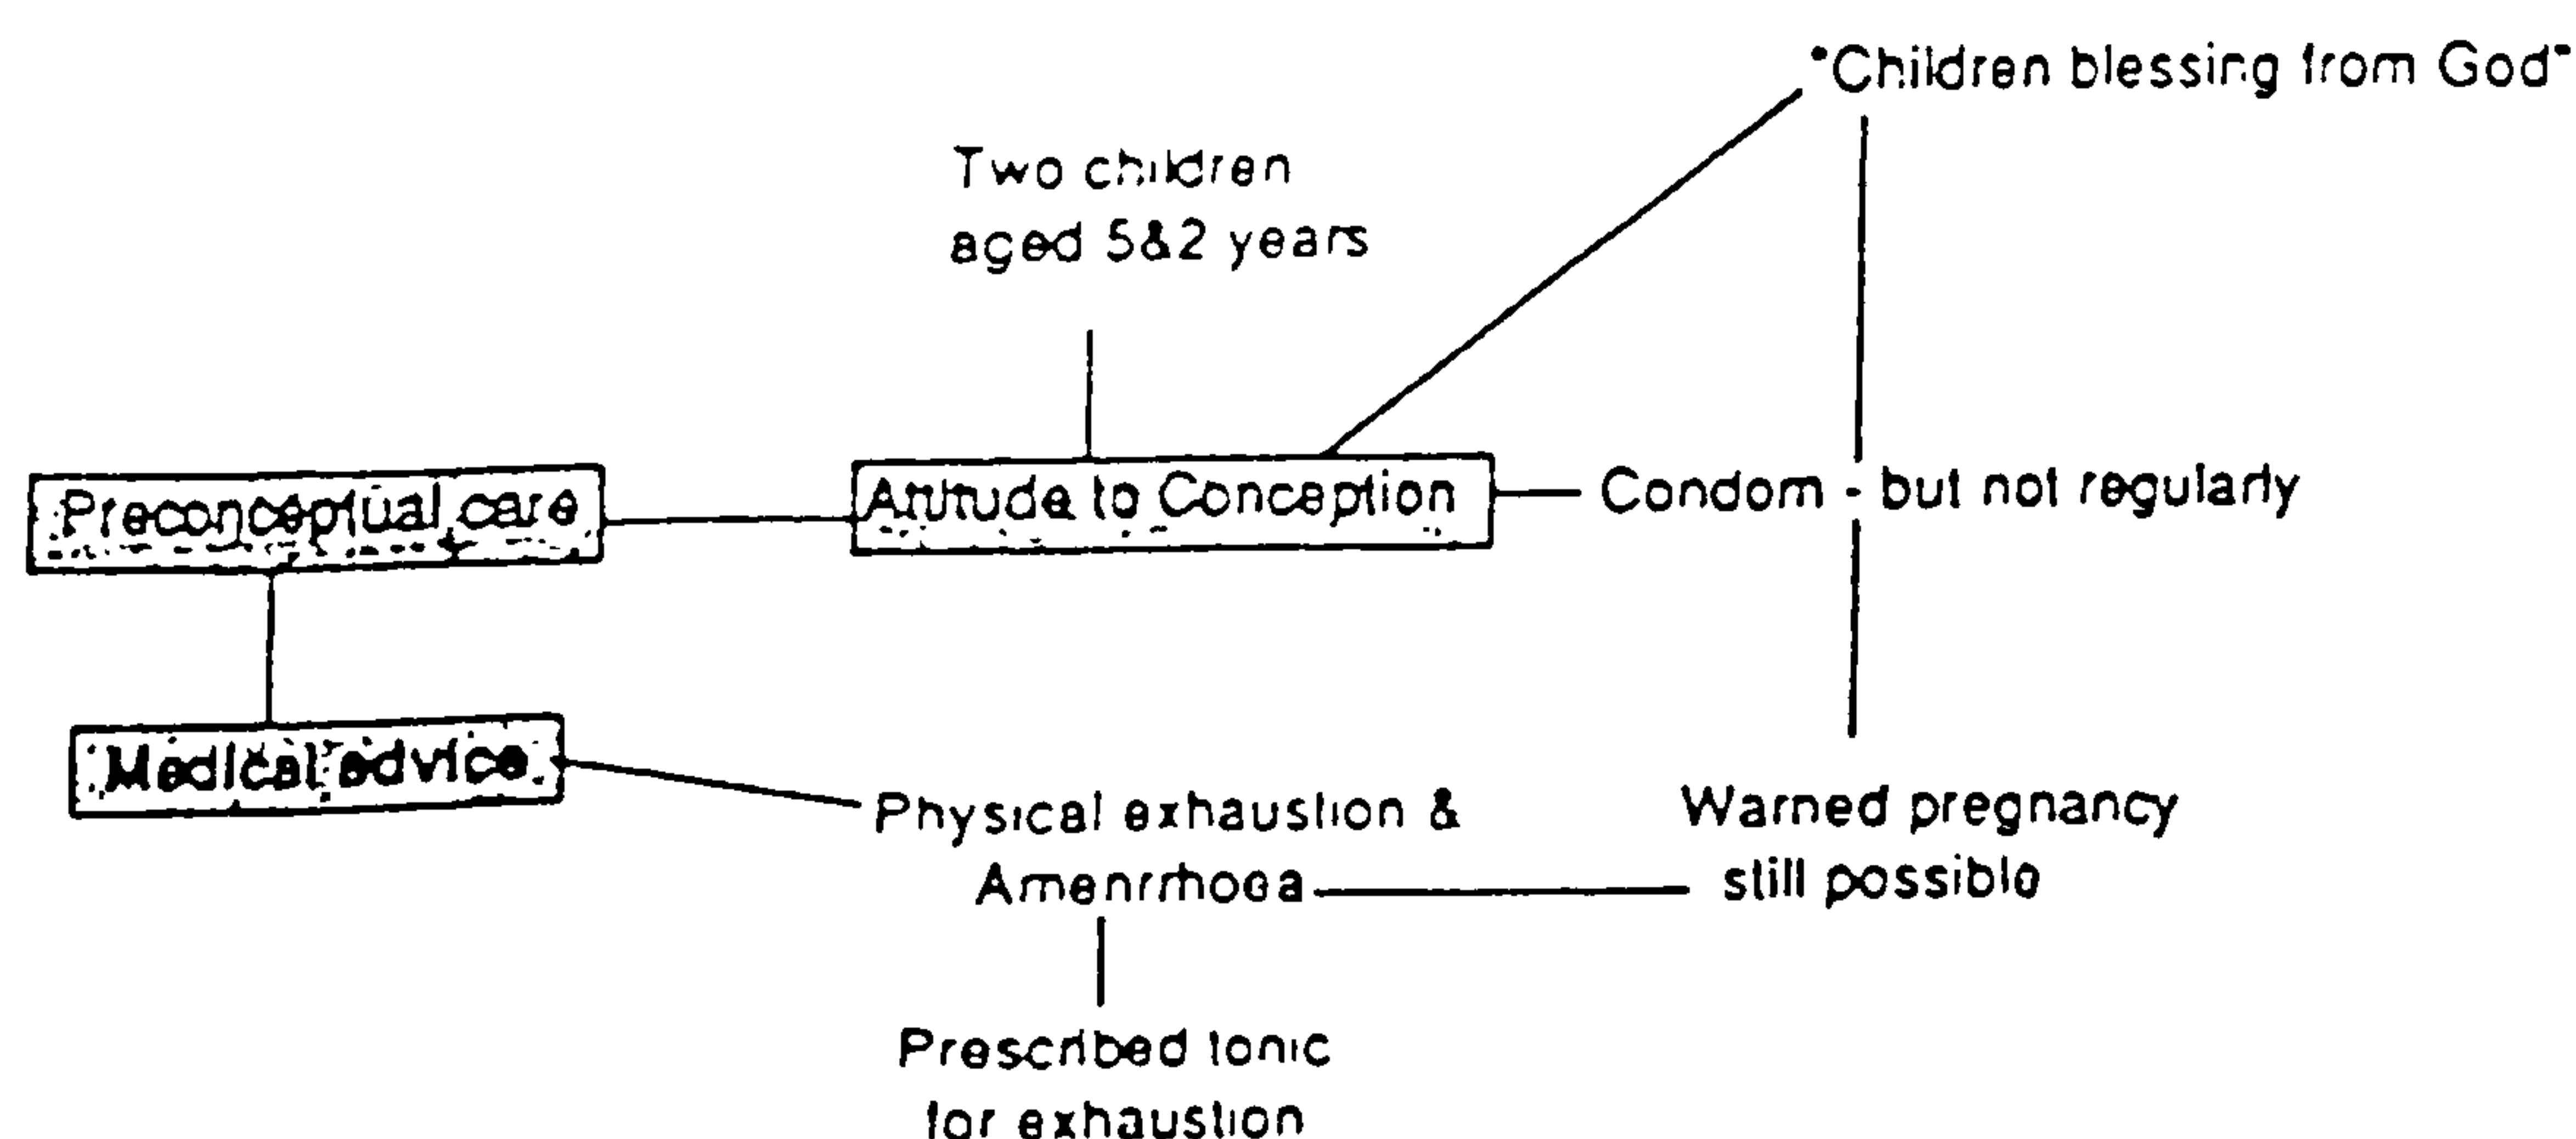 "Children blessing from God"
Two children
aged 5&2 years
Preconceptual care
Attitude to Conception
Condom - but not regularly
Medical advice
Physical exhaustion &
Amenrrhoea
Warned pregnancy
still possible
Prescribed tonic
for exhaustion